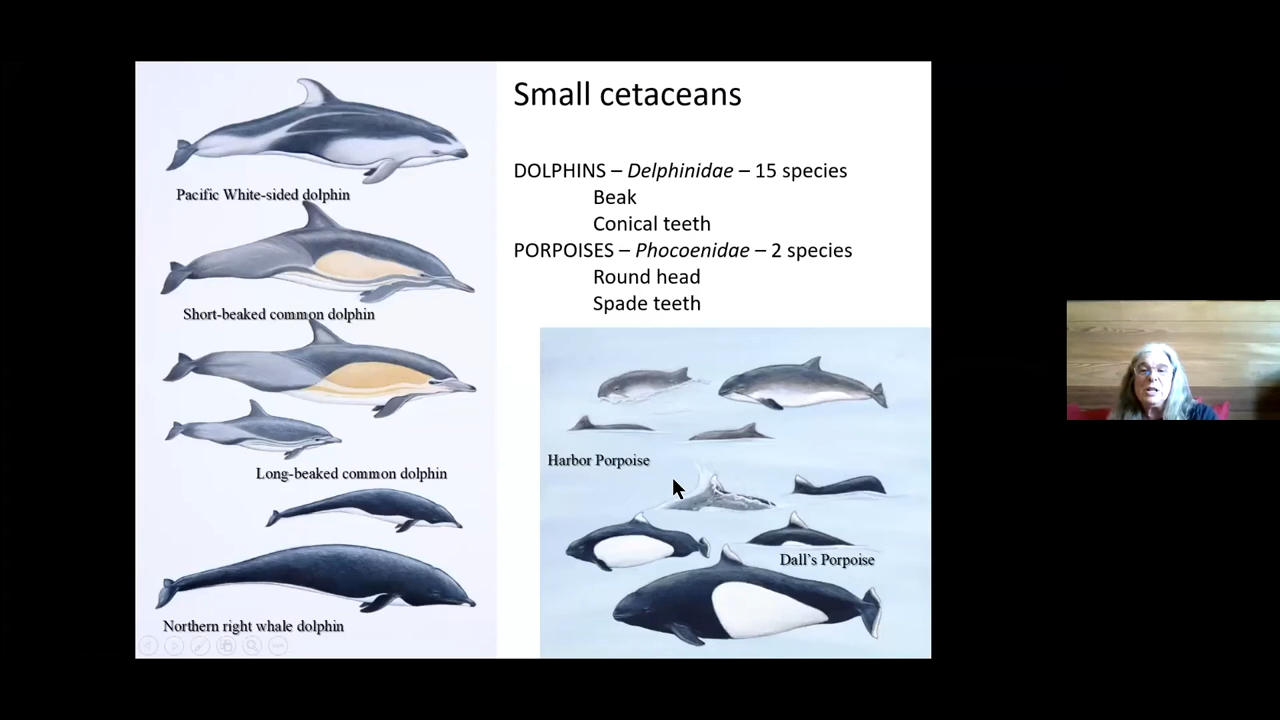 Small cetaceans
DOLPHINS – Delphinidae – 15 species
Beak
Conical teeth
PORPOISES – Phocoenidae – 2 species
Round head
Spade teeth
Pacific White-sided dolphin
Short-beaked common dolphin
Long-beaked common dolphin
Northern right whale dolphin
Harbor Porpoise
Dall's Porpoise